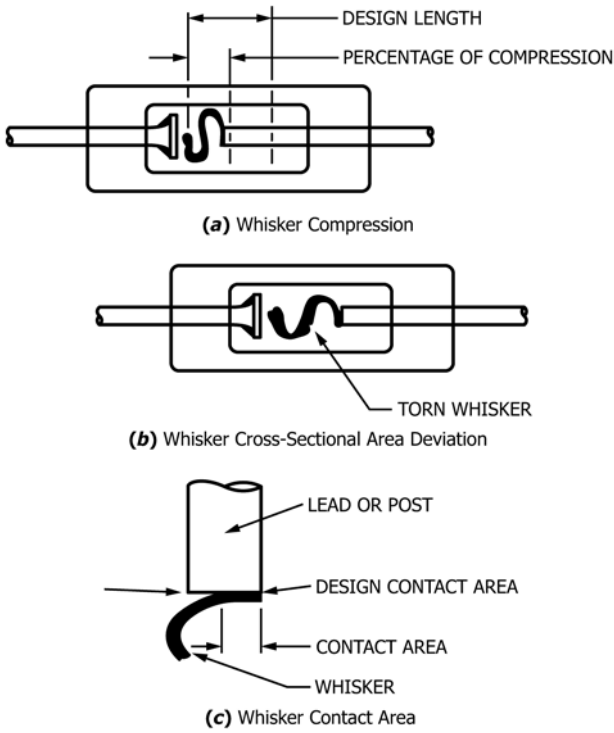 DESIGN LENGTH
PERCENTAGE OF COMPRESSION
(a) Whisker Compression
TORN WHISKER
(b) Whisker Cross-Sectional Area Deviation
LEAD OR POST
DESIGN CONTACT AREA
CONTACT AREA
WHISKER
(c) Whisker Contact Area